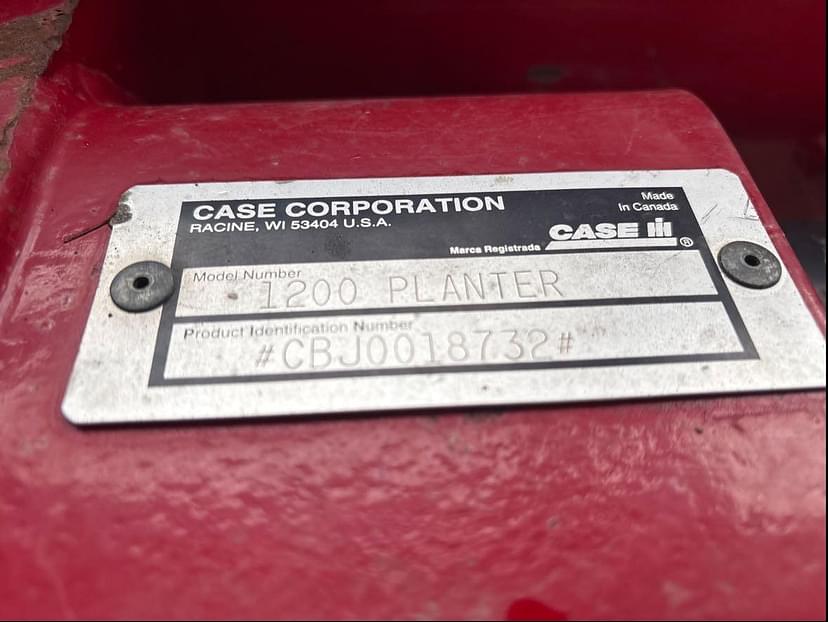 CASE CORPORATION
RACINE, WI 53404 U.S.A.
Made
In Canada
Marca Registrada
CASE IH®
Model Number
1200 PLANTER
Product Identification Number
#CBJ0018732#